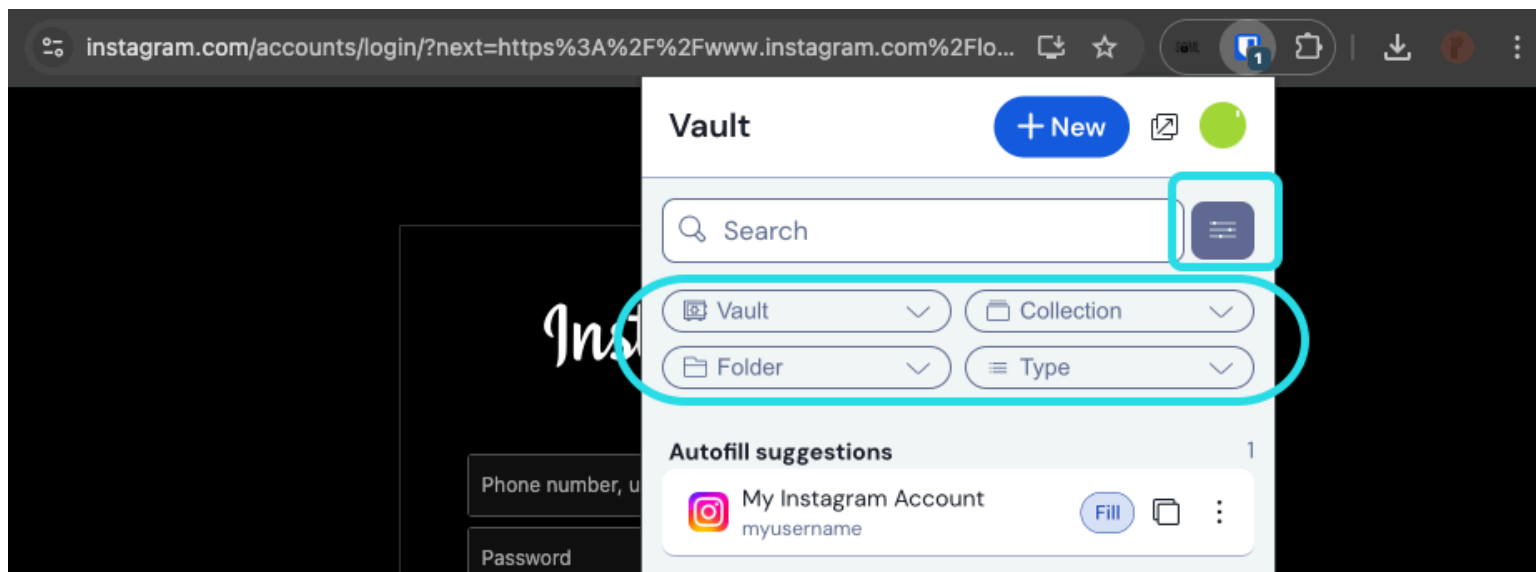 instagram.com/accounts/login/?next=https%3A%2F%2Fwww.instagram.com%2Flo...
1
Vault
New
Search
Vault
Collection
Folder
Type
Autofill suggestions 1
My Instagram Account
myusername
Fill
Phone number, u
Password